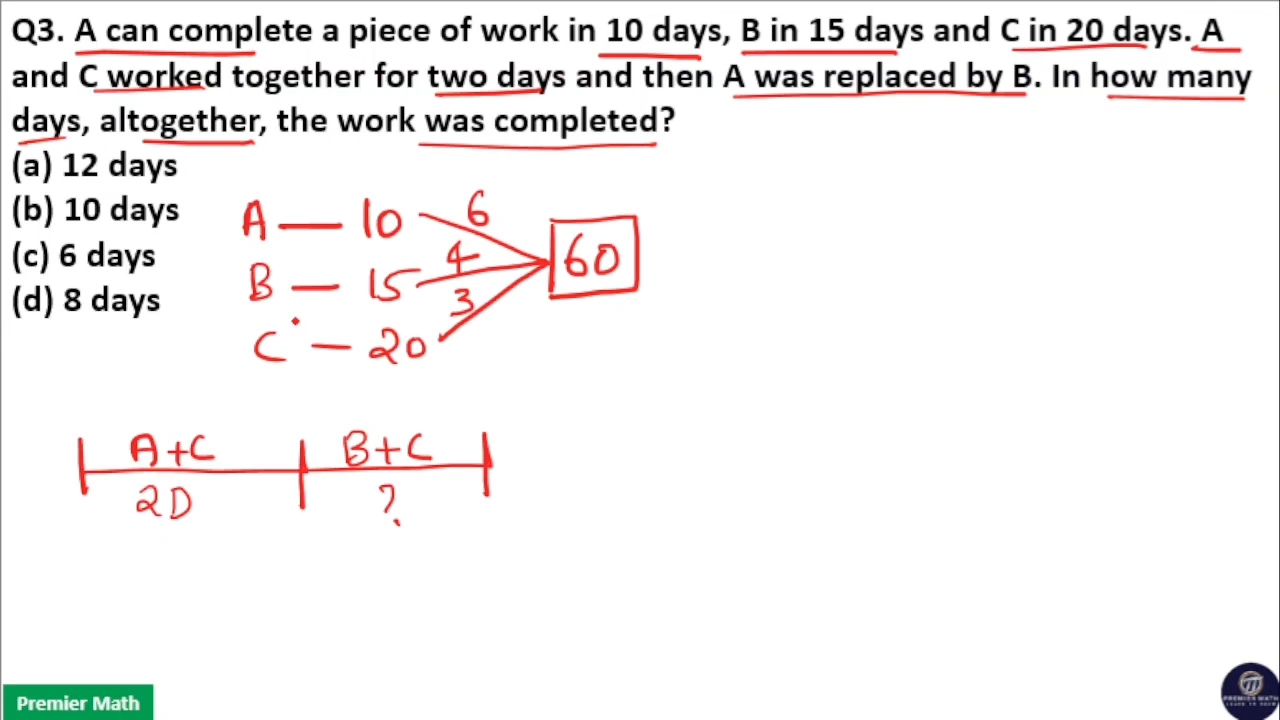 Q3. A can complete a piece of work in 10 days, B in 15 days and C in 20 days. A
and C worked together for two days and then A was replaced by B. In how many
days, altogether, the work was completed?
(a) 12 days
(b) 10 days
(c) 6 days
(d) 8 days
A — 10 6
B — 15 4 60
C — 20 3
A+C B+C
2D ?
Premier Math
PREMIER MATH